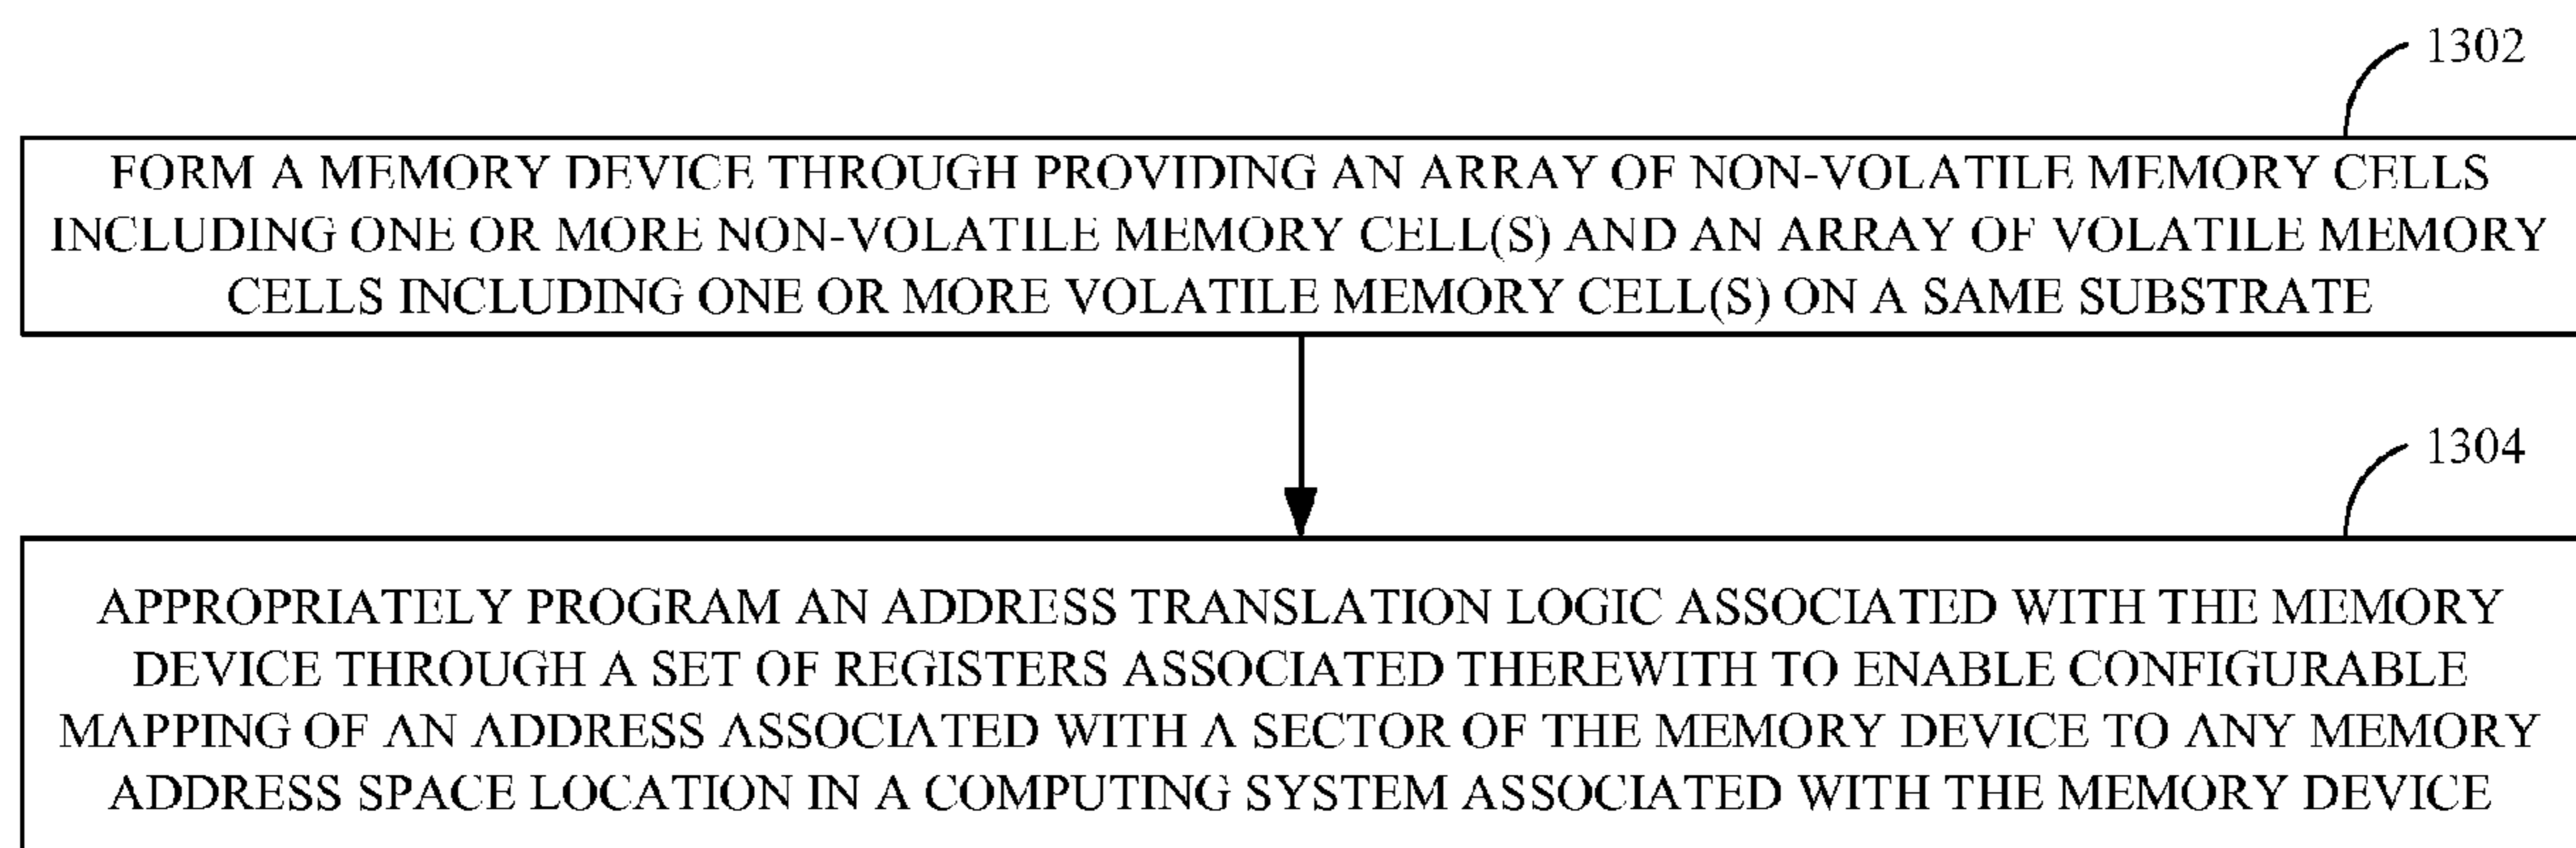 1302
FORM A MEMORY DEVICE THROUGH PROVIDING AN ARRAY OF NON-VOLATILE MEMORY CELLS
INCLUDING ONE OR MORE NON-VOLATILE MEMORY CELL(S) AND AN ARRAY OF VOLATILE MEMORY
CELLS INCLUDING ONE OR MORE VOLATILE MEMORY CELL(S) ON A SAME SUBSTRATE
1304
APPROPRIATELY PROGRAM AN ADDRESS TRANSLATION LOGIC ASSOCIATED WITH THE MEMORY
DEVICE THROUGH A SET OF REGISTERS ASSOCIATED THEREWITH TO ENABLE CONFIGURABLE
MAPPING OF AN ADDRESS ASSOCIATED WITH A SECTOR OF THE MEMORY DEVICE TO ANY MEMORY
ADDRESS SPACE LOCATION IN A COMPUTING SYSTEM ASSOCIATED WITH THE MEMORY DEVICE